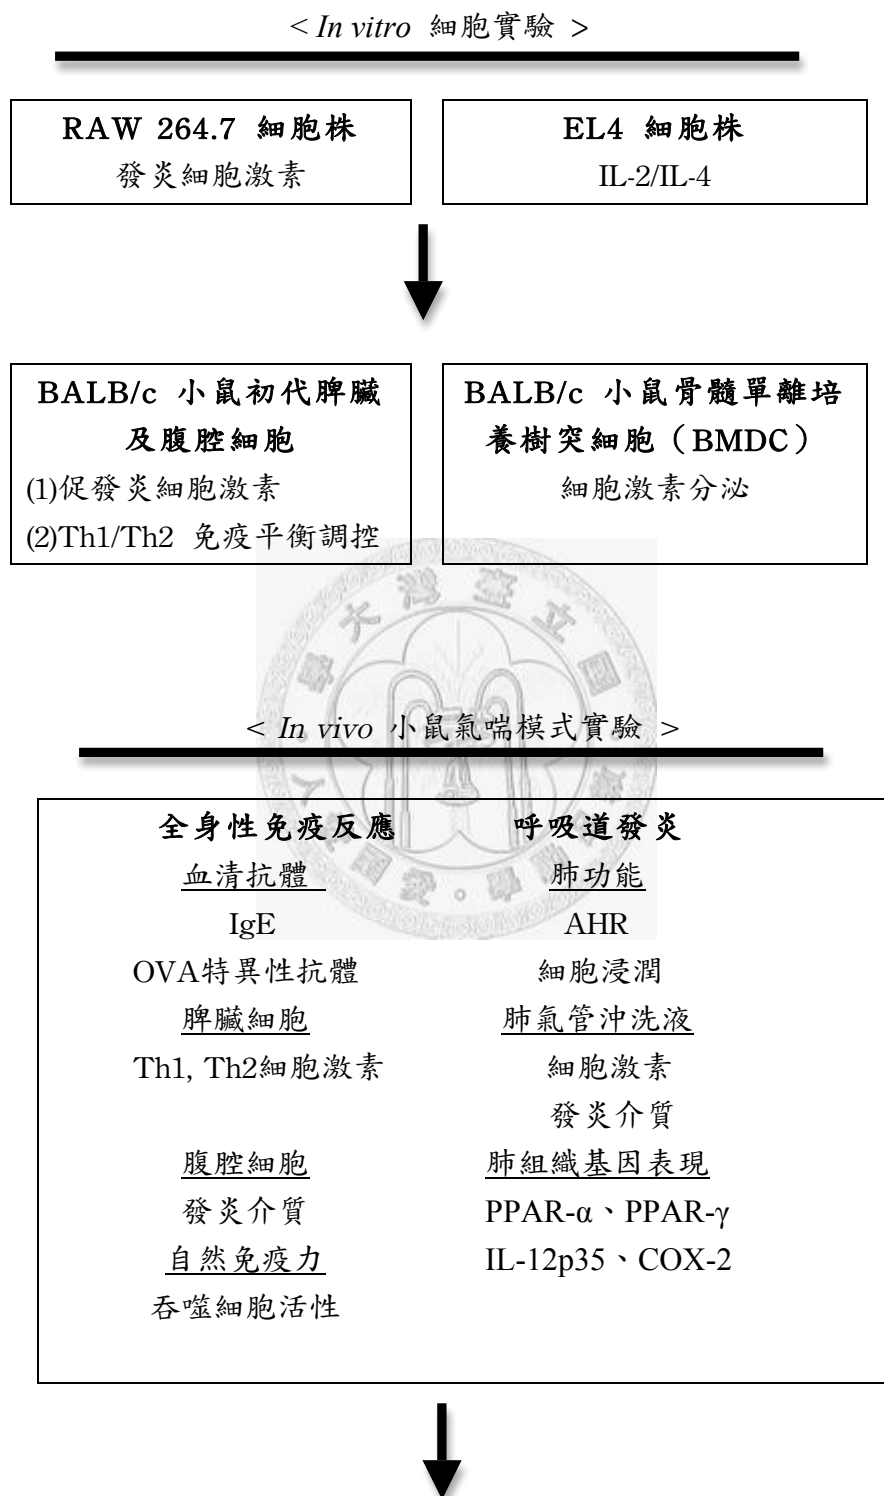 < In vitro 細胞實驗 >
RAW 264.7 細胞株
發炎細胞激素
EL4 細胞株
IL-2/IL-4
BALB/c 小鼠初代脾臟
及腹腔細胞
(1)促發炎細胞激素
(2)Th1/Th2 免疫平衡調控
BALB/c 小鼠骨髓單離培
養樹突細胞（BMDC）
細胞激素分泌
< In vivo 小鼠氣喘模式實驗 >
全身性免疫反應
血清抗體
IgE
OVA特異性抗體
脾臟細胞
Th1, Th2細胞激素
腹腔細胞
發炎介質
自然免疫力
吞噬細胞活性
呼吸道發炎
肺功能
AHR
細胞浸潤
肺氣管沖洗液
細胞激素
發炎介質
肺組織基因表現
PPAR-α、PPAR-γ
IL-12p35、COX-2